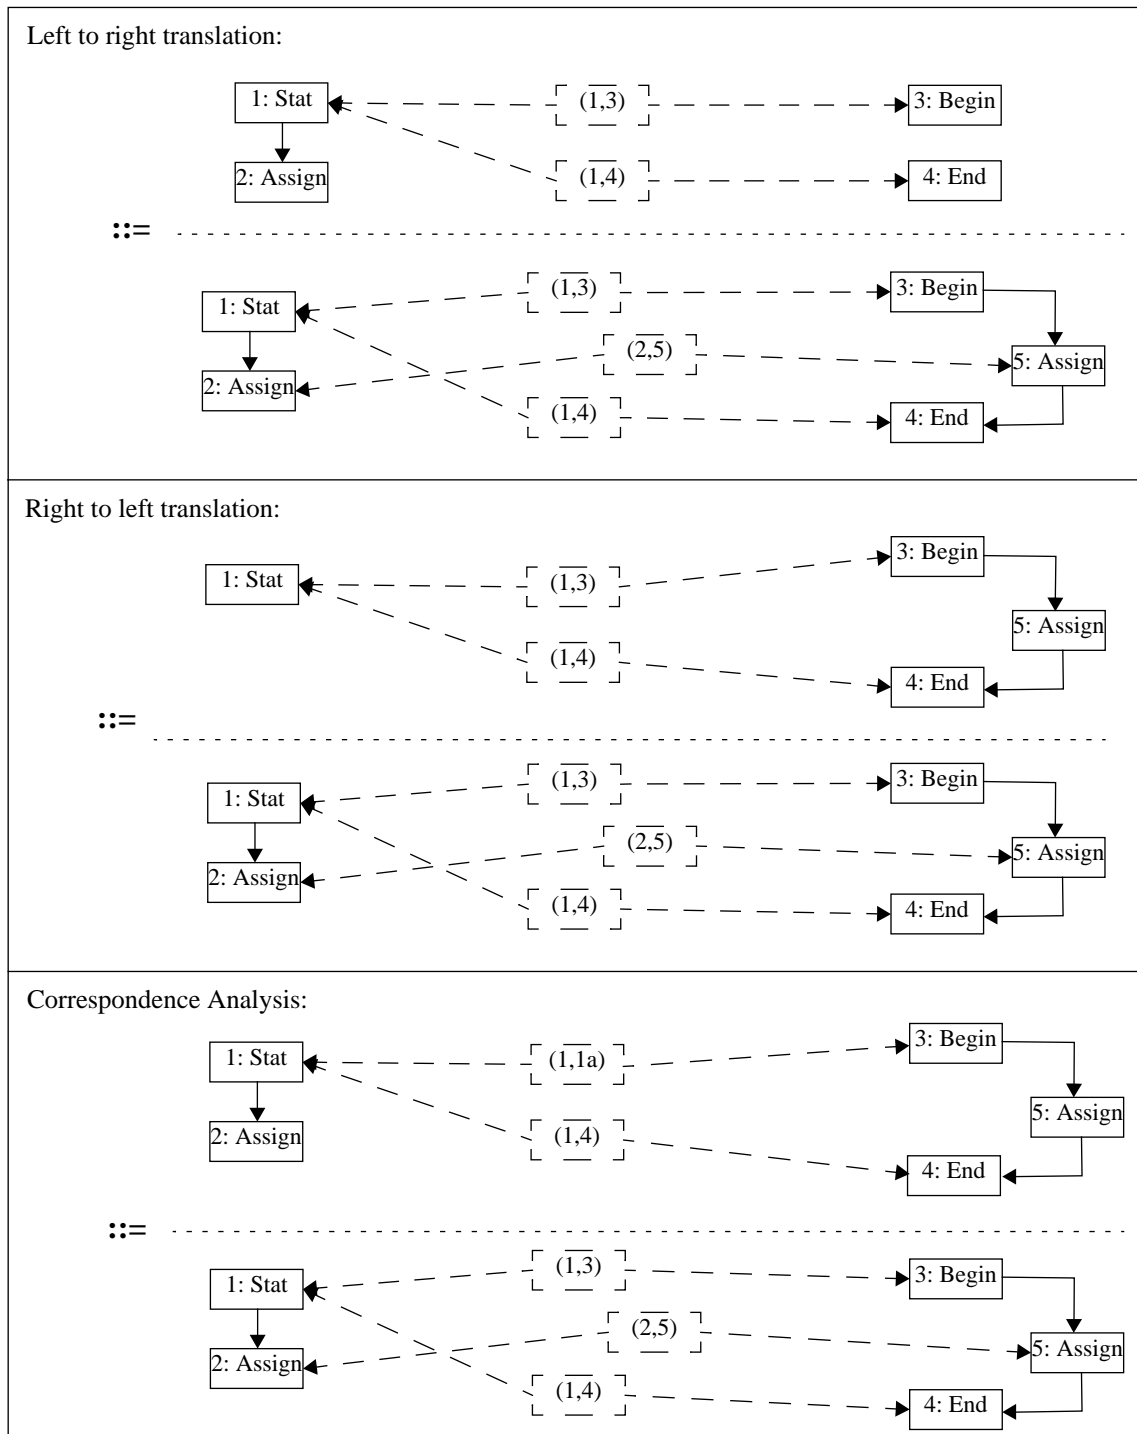 Left to right translation:
1: Stat (1,3) 3: Begin
2: Assign (1,4) 4: End
::=
1: Stat (1,3) 3: Begin
(2,5) 5: Assign
2: Assign
(1,4) 4: End
Right to left translation:
1: Stat (1,3) 3: Begin
5: Assign
(1,4) 4: End
::=
1: Stat (1,3) 3: Begin
(2,5) 5: Assign
2: Assign
(1,4) 4: End
Correspondence Analysis:
1: Stat (1,1a) 3: Begin
5: Assign
2: Assign (1,4)
4: End
::=
1: Stat (1,3) 3: Begin
(2,5) 5: Assign
2: Assign
(1,4) 4: End